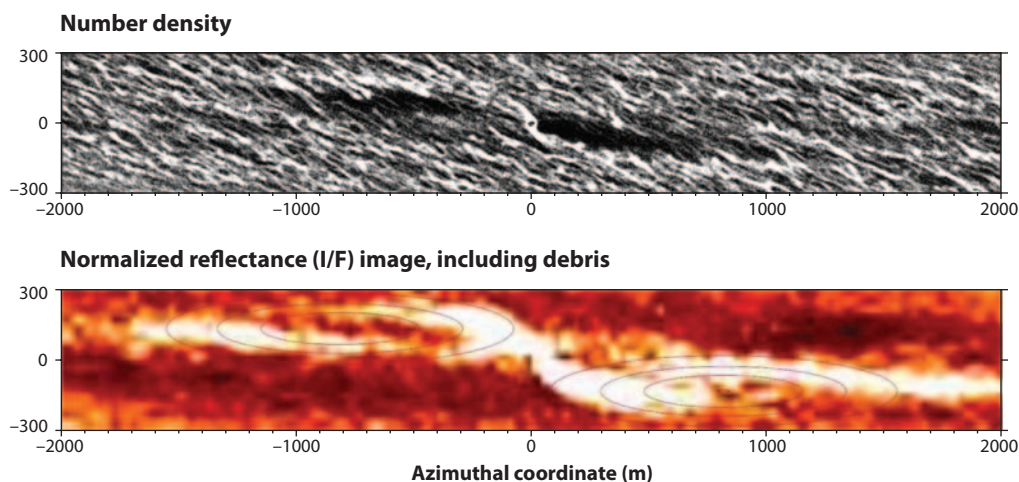 Number density
300
0
–300
–2000 –1000 0 1000 2000
Normalized reflectance (I/F) image, including debris
300
0
–300
–2000 –1000 0 1000 2000
Azimuthal coordinate (m)